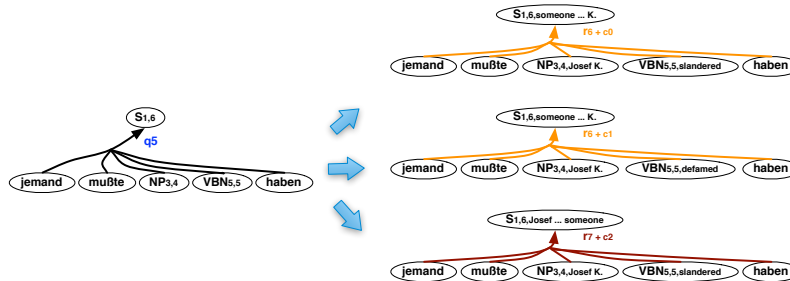 S1,6,someone ... K.
r6 + c0
jemand mußte NP3,4,Josef K. VBN5,5,slandered haben
S1,6
q5
jemand mußte NP3,4 VBN5,5 haben
S1,6,someone ... K.
r6 + c1
jemand mußte NP3,4,Josef K. VBN5,5,defamed haben
S1,6,Josef ... someone
r7 + c2
jemand mußte NP3,4,Josef K. VBN5,5,slandered haben